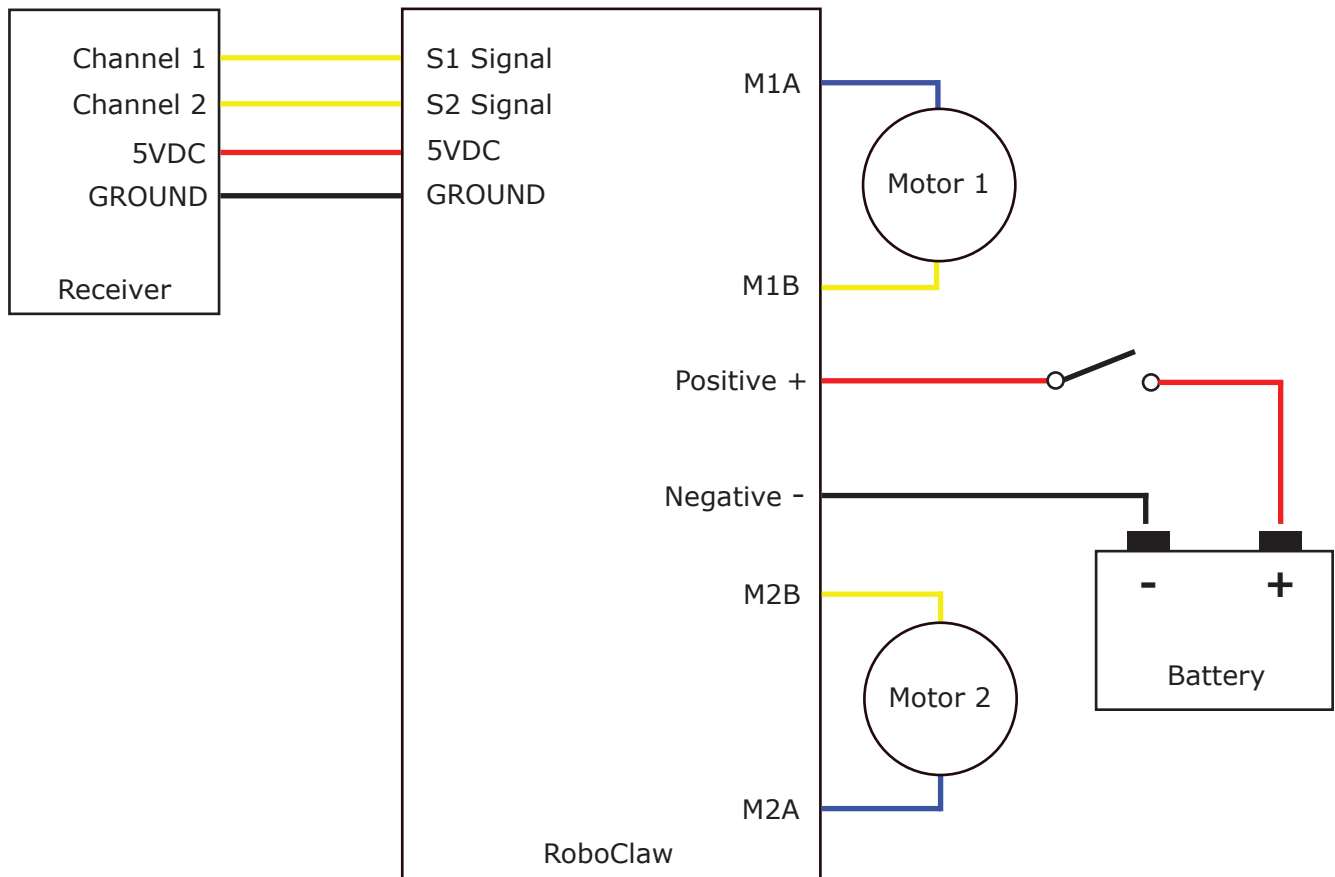 Channel 1
Channel 2
5VDC
GROUND
Receiver
S1 Signal
S2 Signal
5VDC
GROUND
M1A
Motor 1
M1B
Positive +
Negative -
- +
Battery
M2B
Motor 2
M2A
RoboClaw